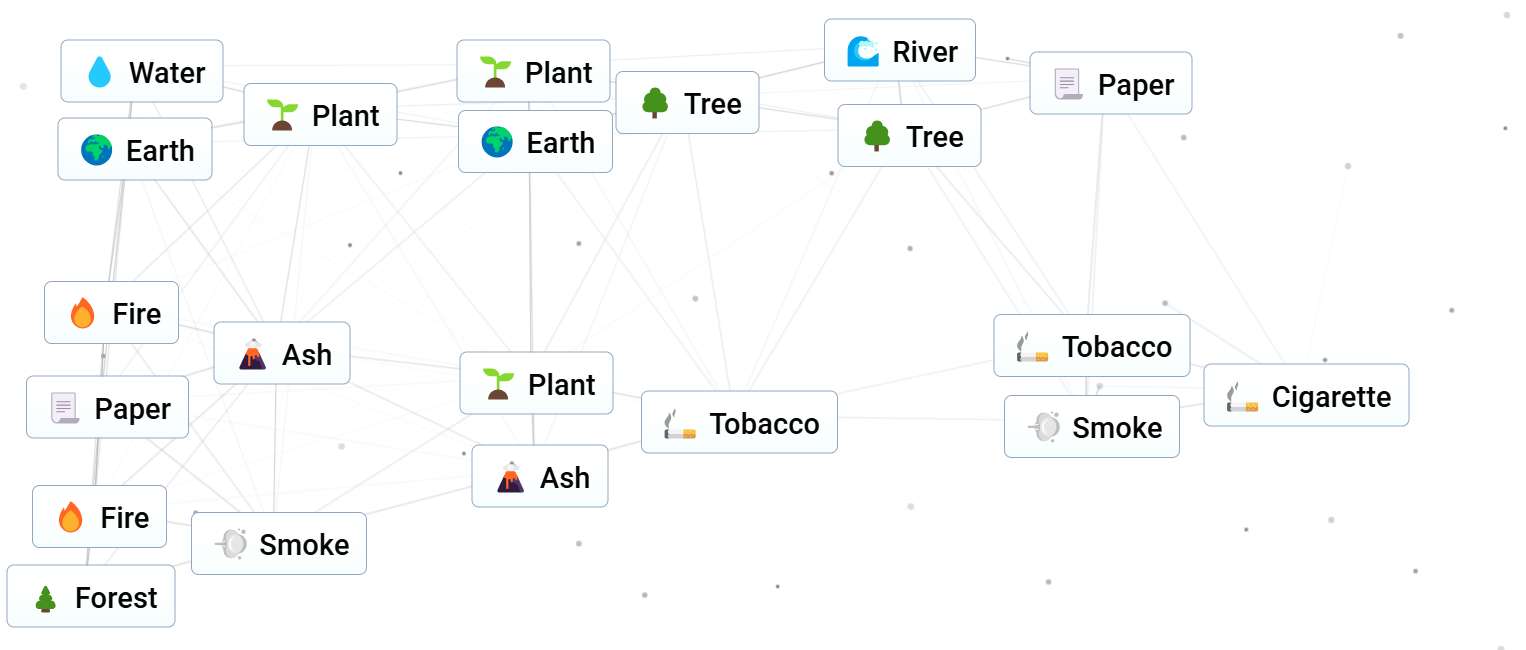 Water
Earth
Plant
Plant
Earth
Tree
River
Tree
Paper
Fire
Paper
Ash
Plant
Ash
Tobacco
Tobacco
Smoke
Cigarette
Fire
Forest
Smoke